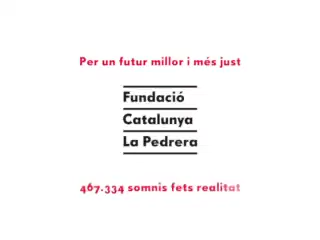 Per un futur millor i més just
Fundació
Catalunya
La Pedrera
467.334 somnis fets realitat